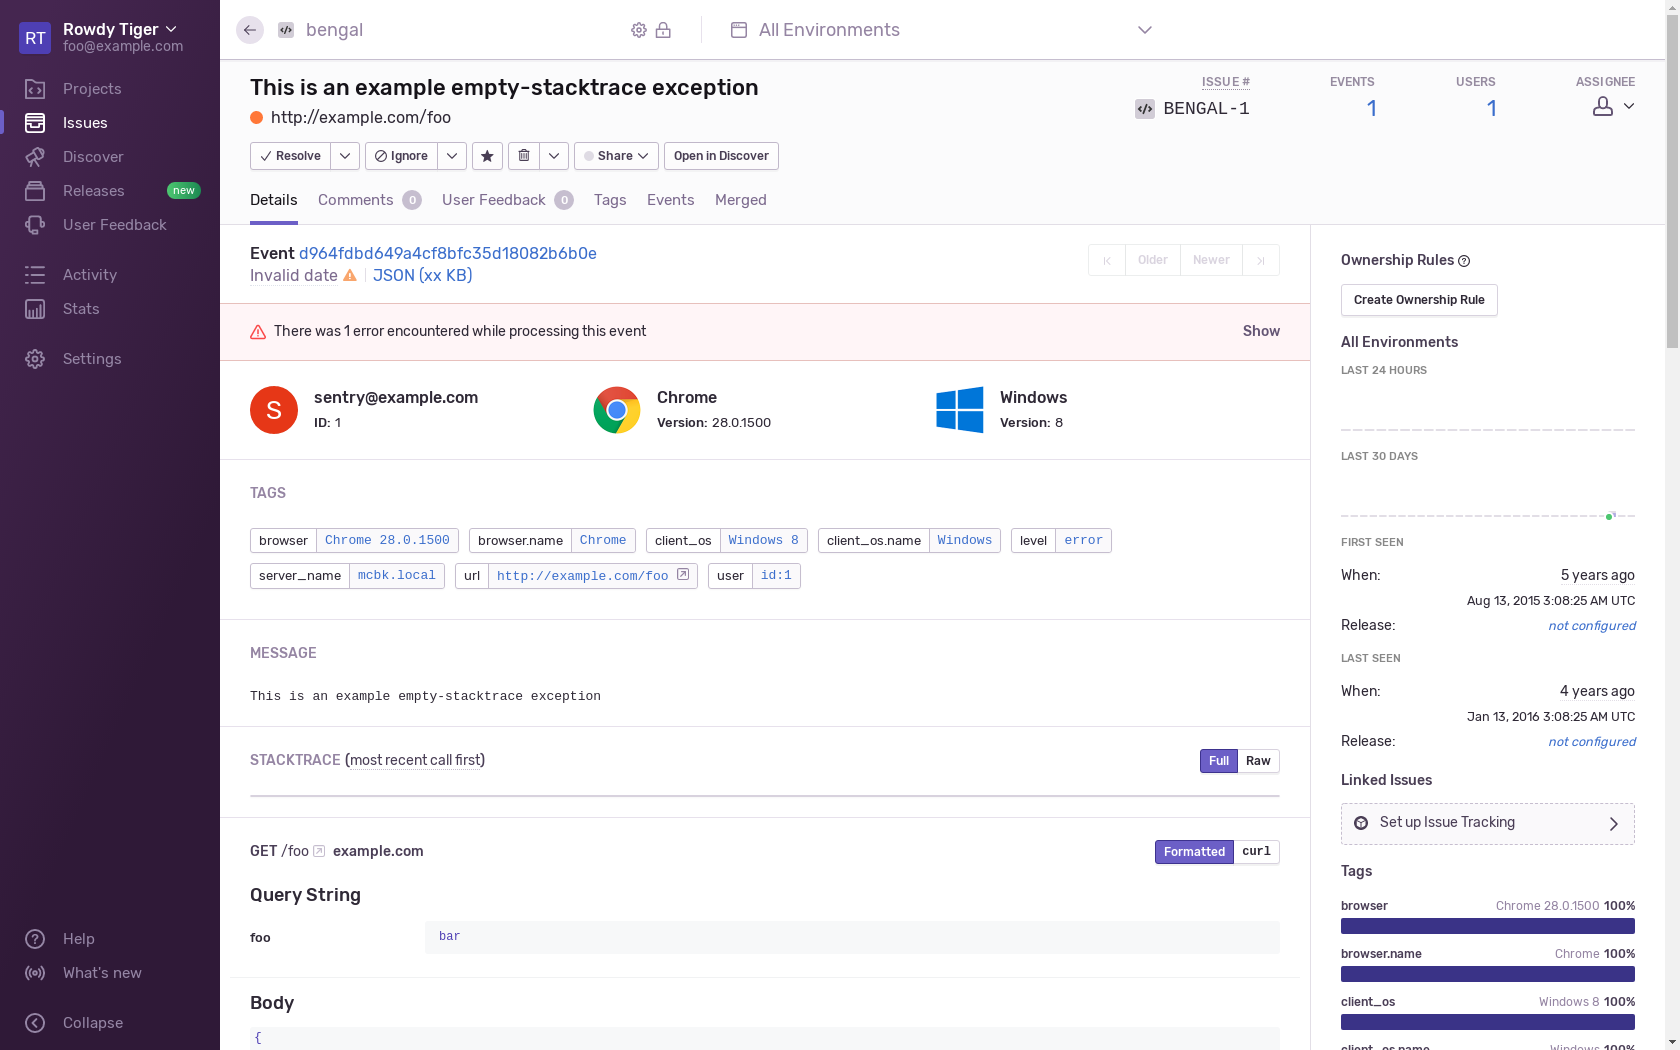 RT
Rowdy Tiger
foo@example.com
Projects
Issues
Discover
Releases new
User Feedback
Activity
Stats
Settings
Help
What's new
Collapse
bengal
All Environments
This is an example empty-stacktrace exception
http://example.com/foo
ISSUE # EVENTS USERS ASSIGNEE
BENGAL-1 1 1
Resolve Ignore Share Open in Discover
Details Comments 0 User Feedback 0 Tags Events Merged
Event d964fdbd649a4cf8bfc35d18082b6b0e
Invalid date JSON (xx KB)
Older Newer
There was 1 error encountered while processing this event Show
S
sentry@example.com
ID: 1
Chrome
Version: 28.0.1500
Windows
Version: 8
TAGS
browser Chrome 28.0.1500 browser.name Chrome client_os Windows 8 client_os.name Windows level error
server_name mcbk.local url http://example.com/foo user id:1
MESSAGE
This is an example empty-stacktrace exception
STACKTRACE (most recent call first) Full Raw
GET /foo example.com Formatted curl
Query String
foo bar
Body
{
Ownership Rules
Create Ownership Rule
All Environments
LAST 24 HOURS
LAST 30 DAYS
FIRST SEEN
When: 5 years ago
Aug 13, 2015 3:08:25 AM UTC
Release: not configured
LAST SEEN
When: 4 years ago
Jan 13, 2016 3:08:25 AM UTC
Release: not configured
Linked Issues
Set up Issue Tracking
Tags
browser Chrome 28.0.1500 100%
browser.name Chrome 100%
client_os Windows 8 100%
client_os.name Windows 100%